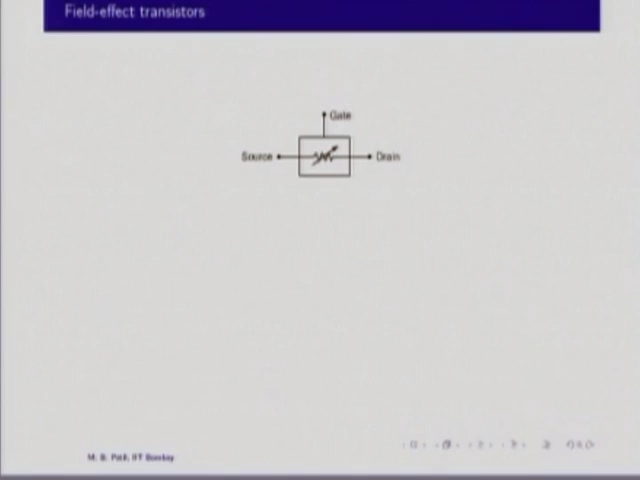 Field-effect transistors
Gate
Source
Drain
M. B. Patil, IIT Bombay